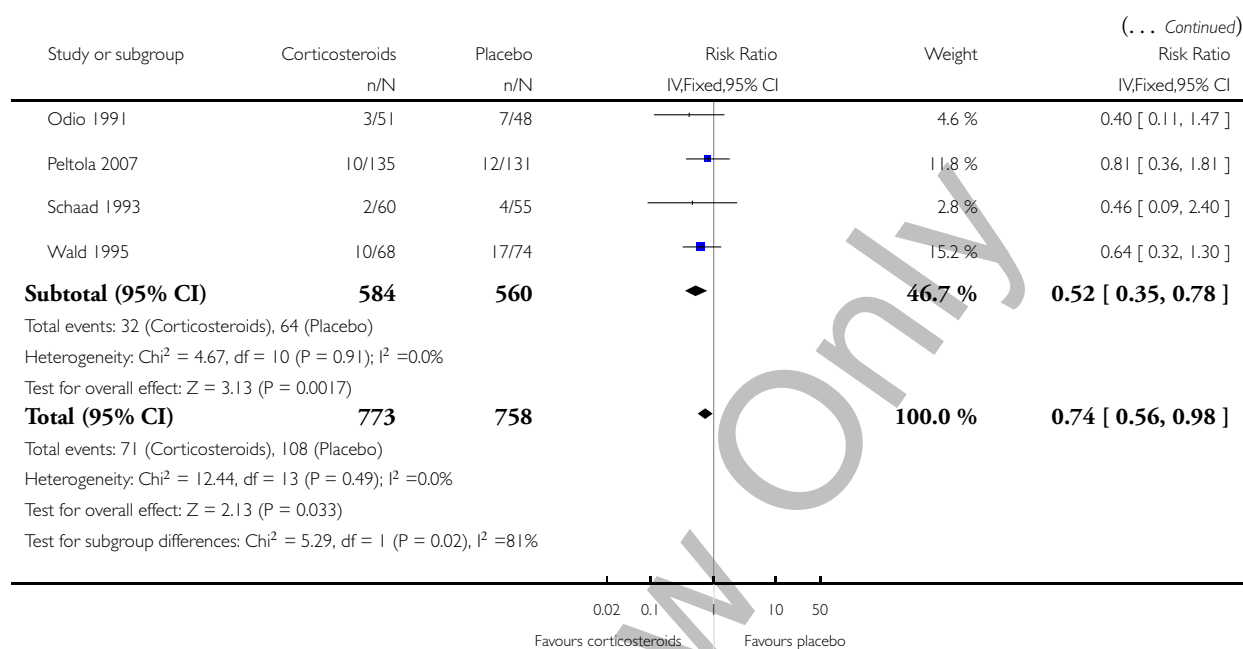 (... Continued)
Study or subgroup Corticosteroids Placebo Risk Ratio Weight Risk Ratio
n/N n/N IV,Fixed,95% CI IV,Fixed,95% CI
Odio 1991 3/51 7/48 4.6 % 0.40 [ 0.11, 1.47 ]
Peltola 2007 10/135 12/131 11.8 % 0.81 [ 0.36, 1.81 ]
Schaad 1993 2/60 4/55 2.8 % 0.46 [ 0.09, 2.40 ]
Wald 1995 10/68 17/74 15.2 % 0.64 [ 0.32, 1.30 ]
Subtotal (95% CI) 584 560 46.7 % 0.52 [ 0.35, 0.78 ]
Total events: 32 (Corticosteroids), 64 (Placebo)
Heterogeneity: Chi² = 4.67, df = 10 (P = 0.91); I² =0.0%
Test for overall effect: Z = 3.13 (P = 0.0017)
Total (95% CI) 773 758 100.0 % 0.74 [ 0.56, 0.98 ]
Total events: 71 (Corticosteroids), 108 (Placebo)
Heterogeneity: Chi² = 12.44, df = 13 (P = 0.49); I² =0.0%
Test for overall effect: Z = 2.13 (P = 0.033)
Test for subgroup differences: Chi² = 5.29, df = 1 (P = 0.02), I² =81%
0.02 0.1 1 10 50
Favours corticosteroids Favours placebo
w Only